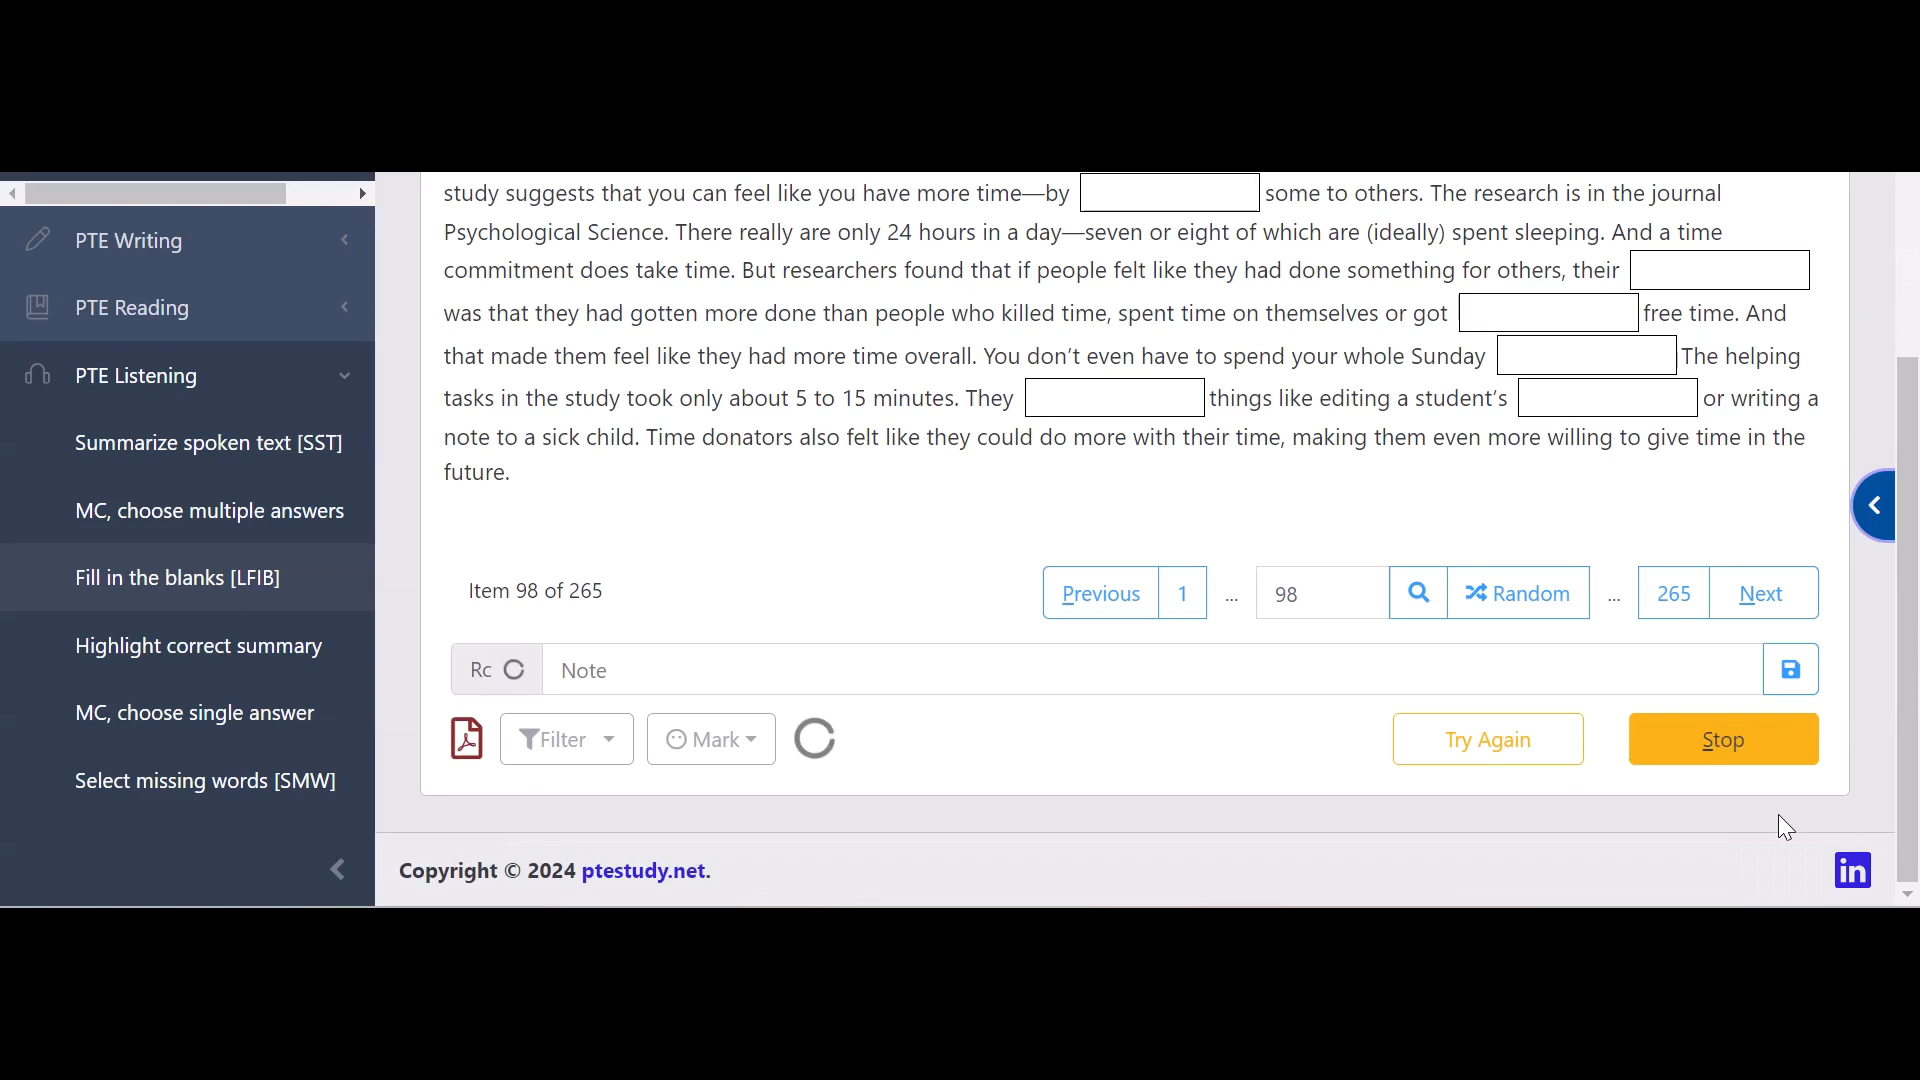 study suggests that you can feel like you have more time—by some to others. The research is in the journal
Psychological Science. There really are only 24 hours in a day—seven or eight of which are (ideally) spent sleeping. And a time
commitment does take time. But researchers found that if people felt like they had done something for others, their
was that they had gotten more done than people who killed time, spent time on themselves or got free time. And
that made them feel like they had more time overall. You don't even have to spend your whole Sunday The helping
tasks in the study took only about 5 to 15 minutes. They things like editing a student's or writing a
note to a sick child. Time donators also felt like they could do more with their time, making them even more willing to give time in the
future.
PTE Writing
PTE Reading
PTE Listening
Summarize spoken text [SST]
MC, choose multiple answers
Fill in the blanks [LFIB]
Highlight correct summary
MC, choose single answer
Select missing words [SMW]
Item 98 of 265
Previous 1 ... 98 Random ... 265 Next
Rc Note
Filter Mark Try Again Stop
Copyright © 2024 ptestudy.net.
in